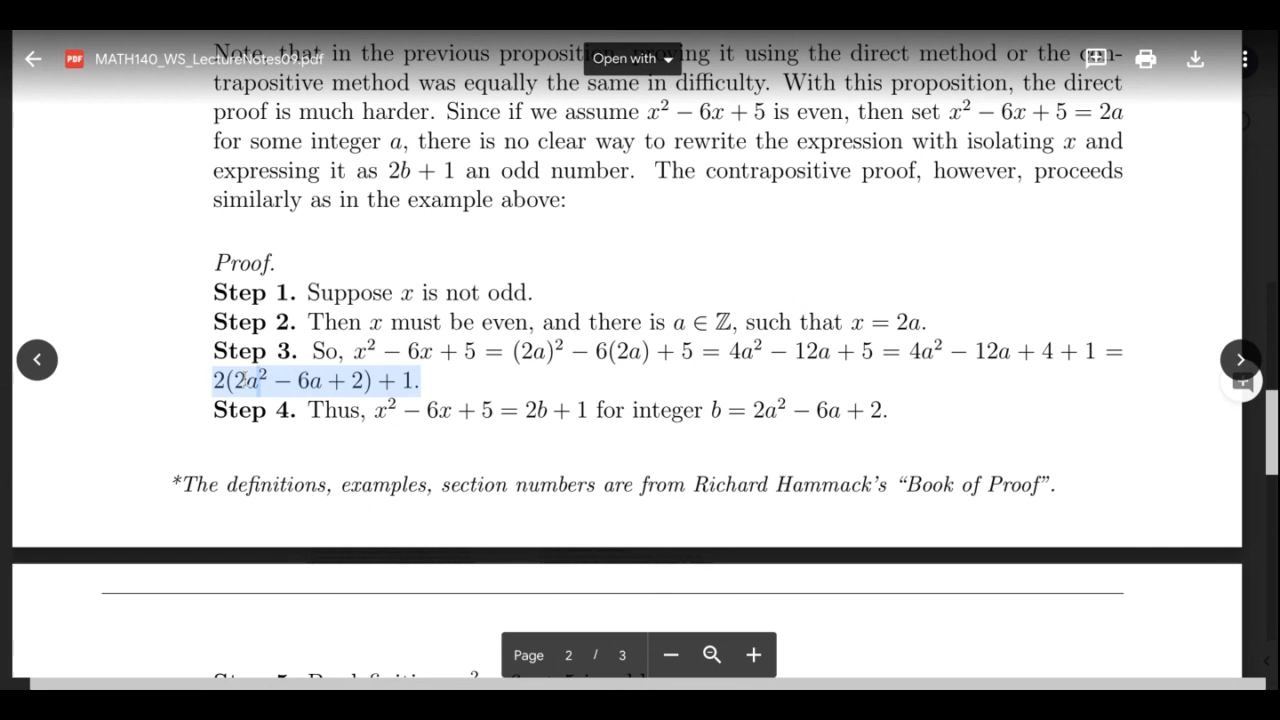 Note, that in the previous proposition, proving it using the direct method or the con-
MATH140_WS_LectureNotes09.pdf
Open with
trapositive method was equally the same in difficulty. With this proposition, the direct
proof is much harder. Since if we assume x² − 6x + 5 is even, then set x² − 6x + 5 = 2a
for some integer a, there is no clear way to rewrite the expression with isolating x and
expressing it as 2b + 1 an odd number. The contrapositive proof, however, proceeds
similarly as in the example above:
Proof.
Step 1. Suppose x is not odd.
Step 2. Then x must be even, and there is a ∈ ℤ, such that x = 2a.
Step 3. So, x² − 6x + 5 = (2a)² − 6(2a) + 5 = 4a² − 12a + 5 = 4a² − 12a + 4 + 1 =
2(2a² − 6a + 2) + 1.
Step 4. Thus, x² − 6x + 5 = 2b + 1 for integer b = 2a² − 6a + 2.
*The definitions, examples, section numbers are from Richard Hammack's “Book of Proof”.
Page 2 / 3